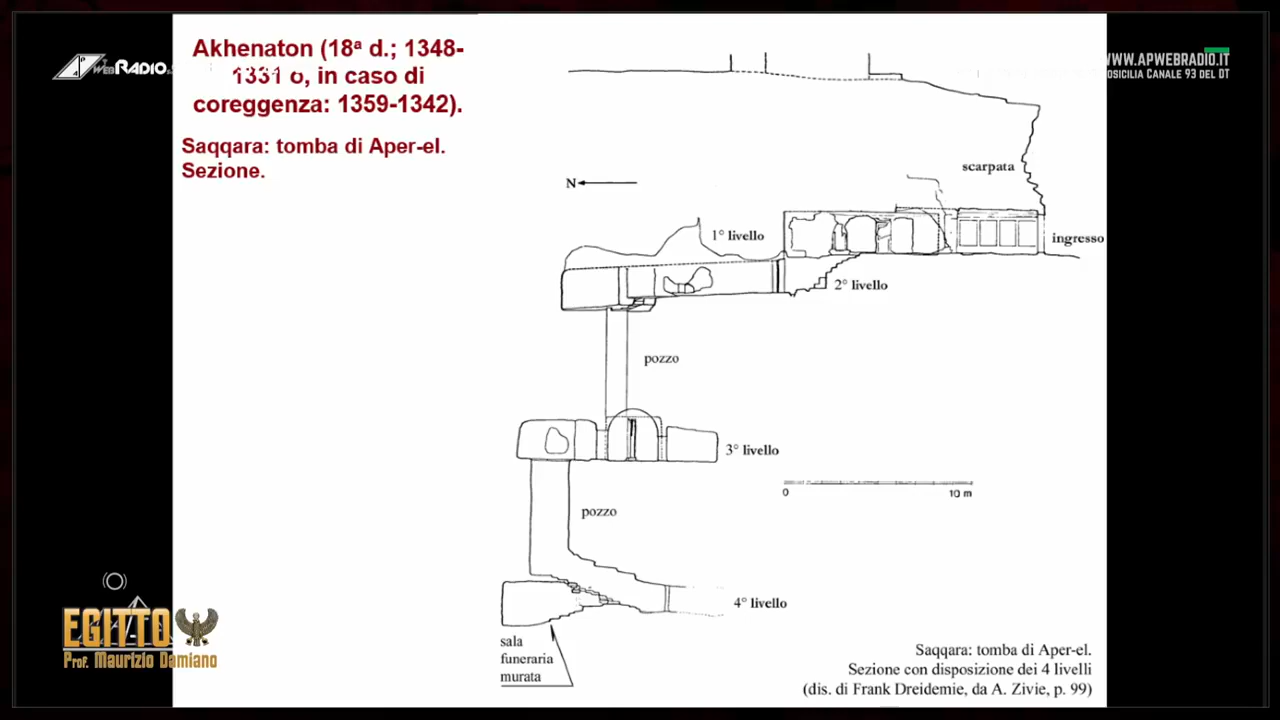 Akhenaton (18ª d.; 1348-
1331 o, in caso di
coreggenza: 1359-1342).
Saqqara: tomba di Aper-el.
Sezione.
WEB RADIO
WWW.APWEBRADIO.IT
OSICILIA CANALE 93 DEL DT
scarpata
N
1° livello
ingresso
2° livello
pozzo
3° livello
0 10 m
pozzo
4° livello
sala
funeraria
murata
Saqqara: tomba di Aper-el.
Sezione con disposizione dei 4 livelli
(dis. di Frank Dreidemie, da A. Zivie, p. 99)
EGITTO
Prof. Maurizio Damiano